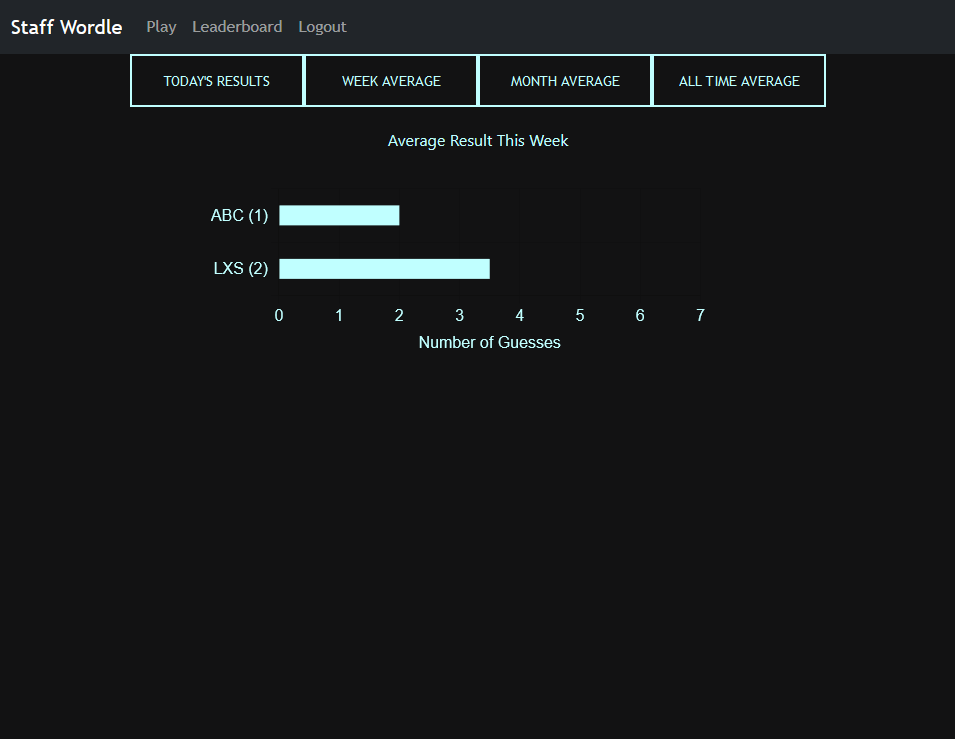 Staff Wordle Play Leaderboard Logout
TODAY'S RESULTS WEEK AVERAGE MONTH AVERAGE ALL TIME AVERAGE
Average Result This Week
ABC (1)
LXS (2)
0 1 2 3 4 5 6 7
Number of Guesses